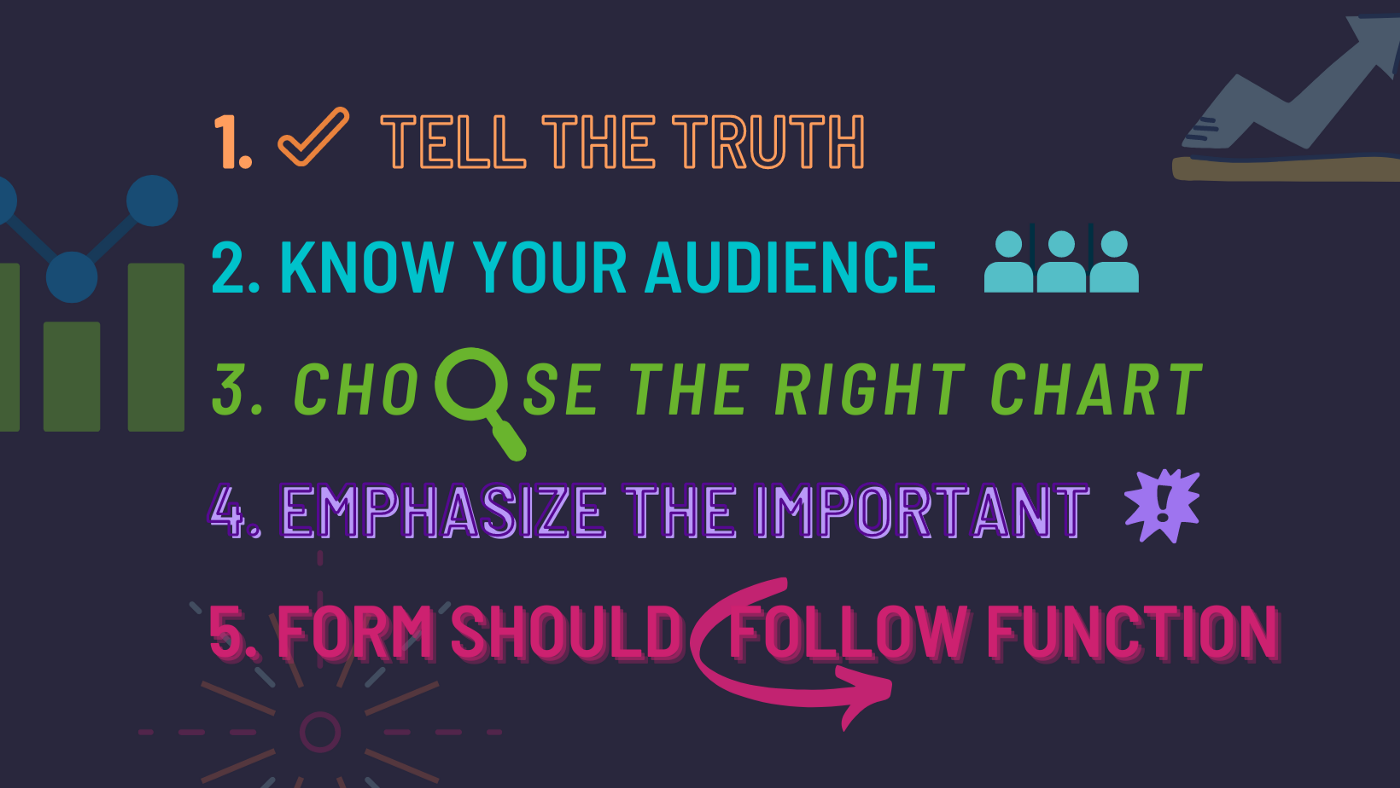 1. TELL THE TRUTH
2. KNOW YOUR AUDIENCE
3. CHOOSE THE RIGHT CHART
4. EMPHASIZE THE IMPORTANT
5. FORM SHOULD FOLLOW FUNCTION